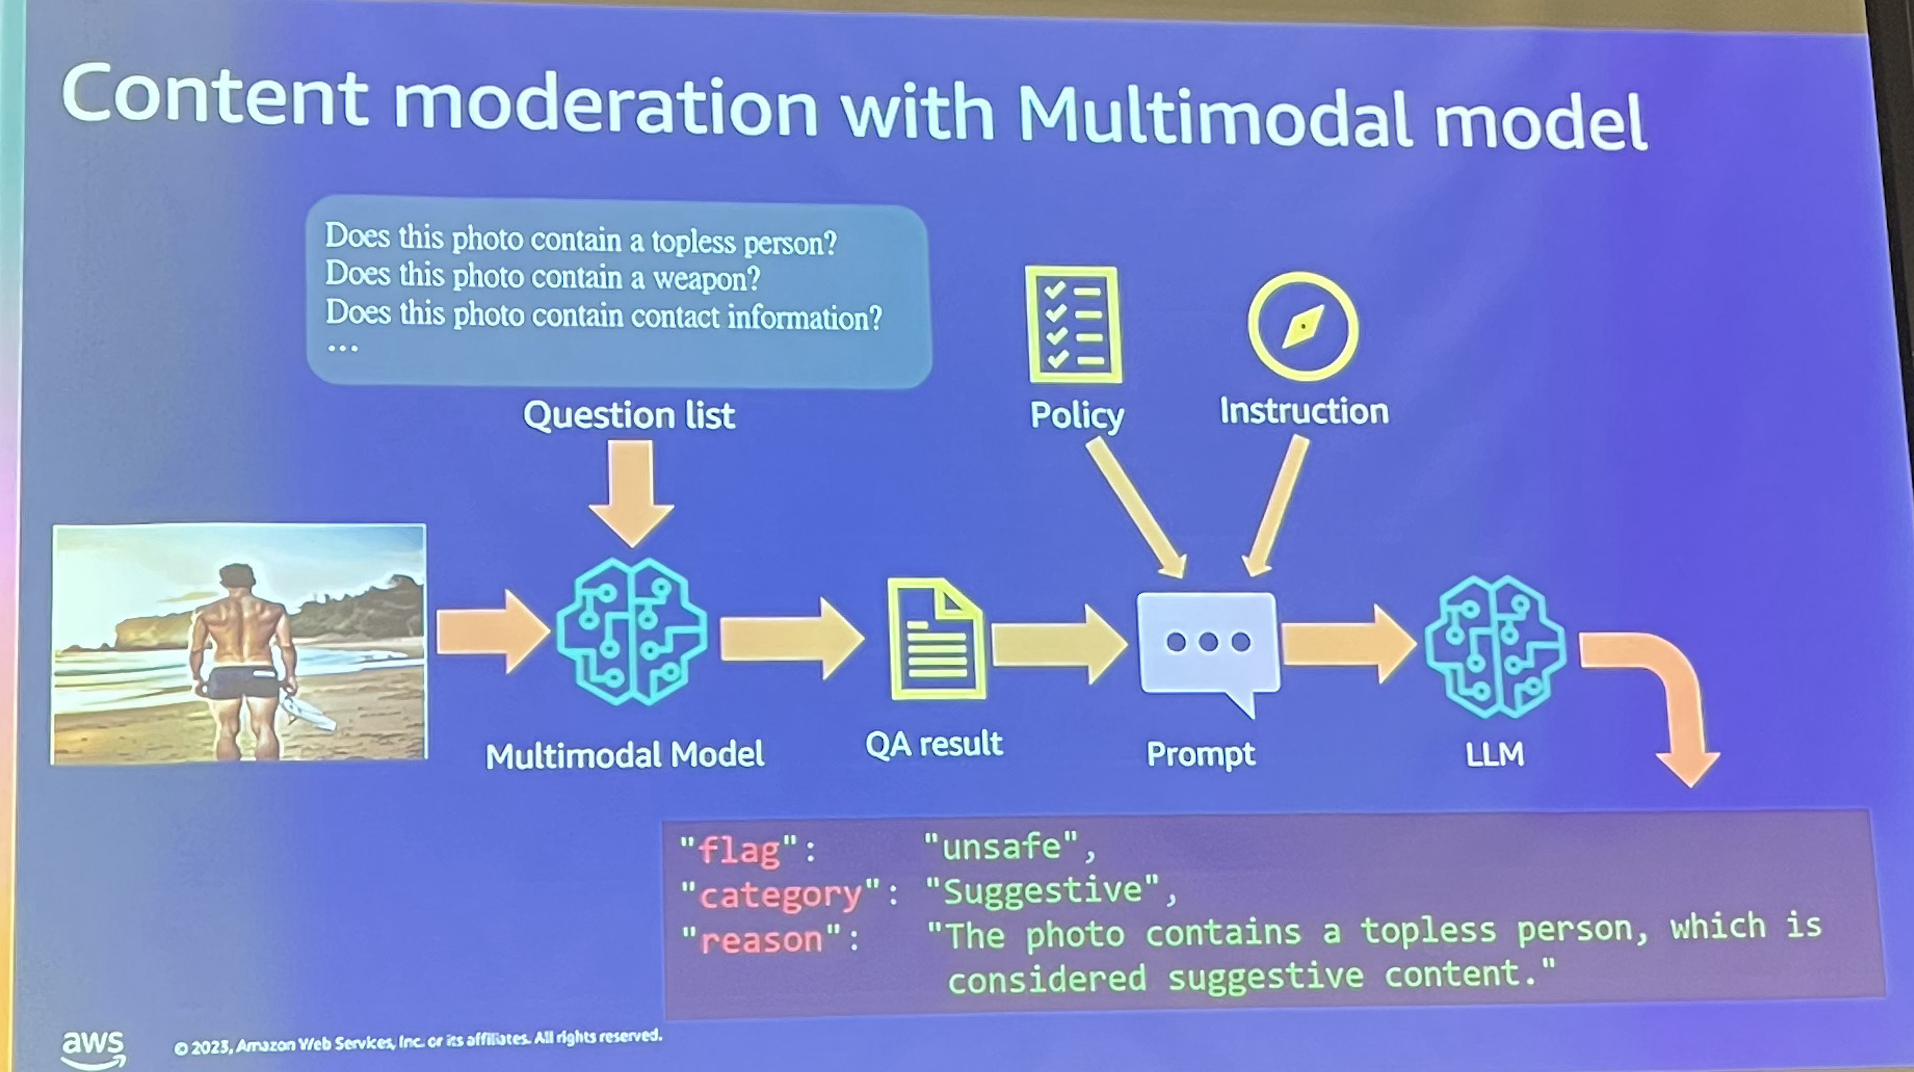 Content moderation with Multimodal model
Does this photo contain a topless person?
Does this photo contain a weapon?
Does this photo contain contact information?
...
Question list
Policy
Instruction
Multimodal Model
QA result
Prompt
LLM
"flag": "unsafe",
"category": "Suggestive",
"reason": "The photo contains a topless person, which is
considered suggestive content."
aws
© 2023, Amazon Web Services, Inc. or its affiliates. All rights reserved.